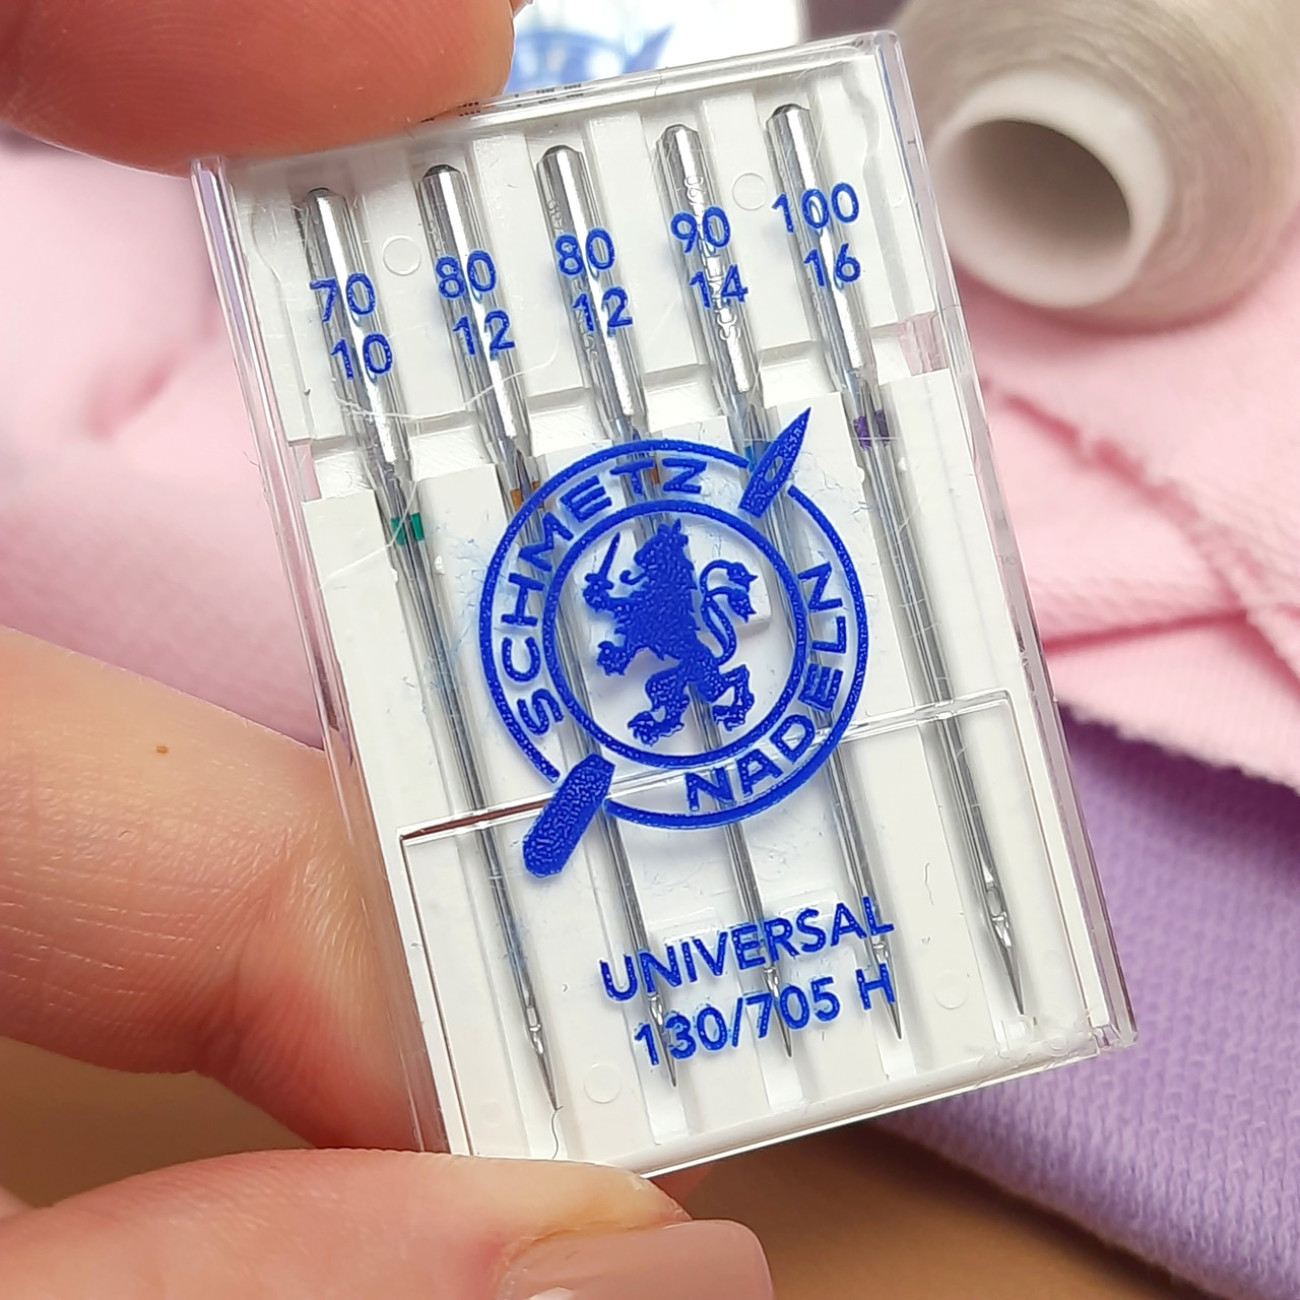 70 80 80 90 100
10 12 12 14 16
SCHMETZ
NADELN
UNIVERSAL
130/705 H